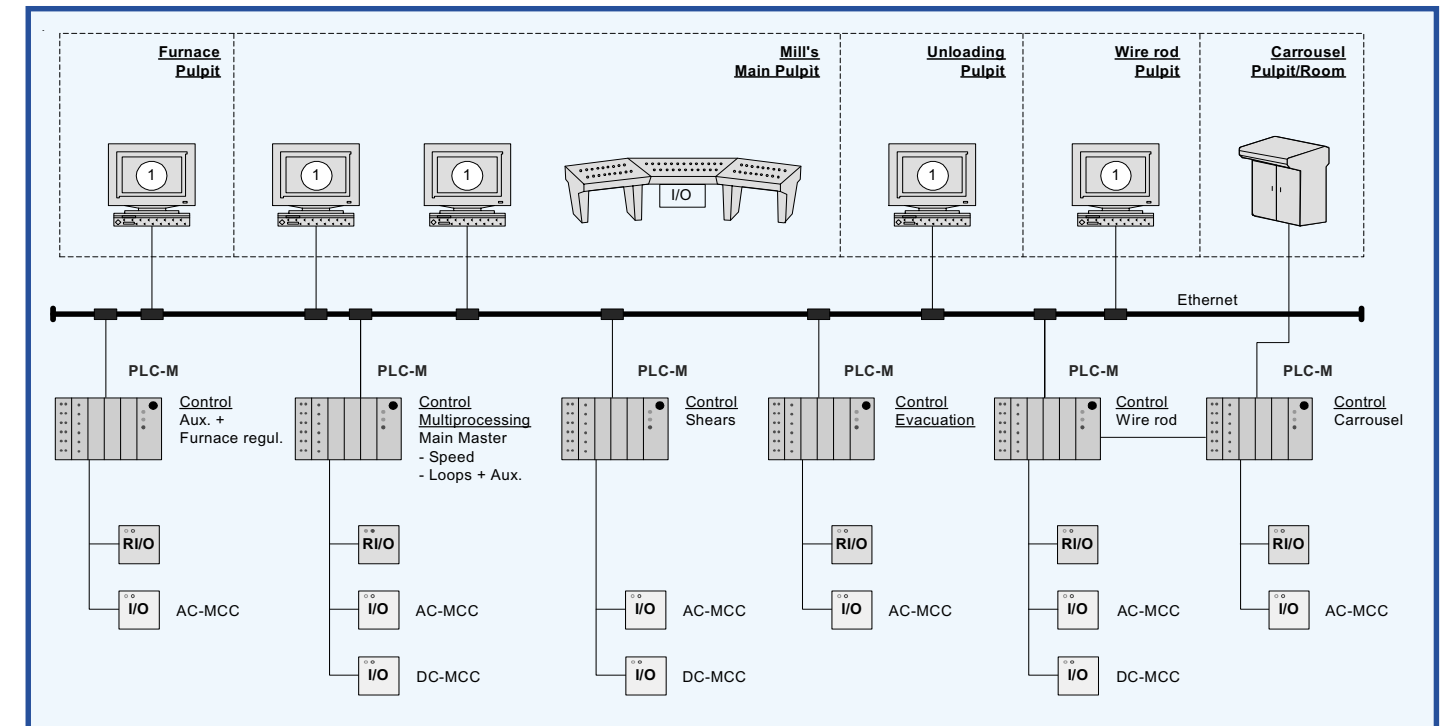 Furnace
Pulpit
Mill's
Main Pulpit
Unloading
Pulpit
Wire rod
Pulpit
Carrousel
Pulpit/Room
1
1
1
I/O
1
1
Ethernet
PLC-M
PLC-M
PLC-M
PLC-M
PLC-M
PLC-M
Control
Aux. +
Furnace regul.
Control
Multiprocessing
Main Master
- Speed
- Loops + Aux.
Control
Shears
Control
Evacuation
Control
Wire rod
Control
Carrousel
RI/O
RI/O
RI/O
RI/O
RI/O
I/O AC-MCC
I/O AC-MCC
I/O AC-MCC
I/O AC-MCC
I/O AC-MCC
I/O AC-MCC
I/O DC-MCC
I/O DC-MCC
I/O DC-MCC